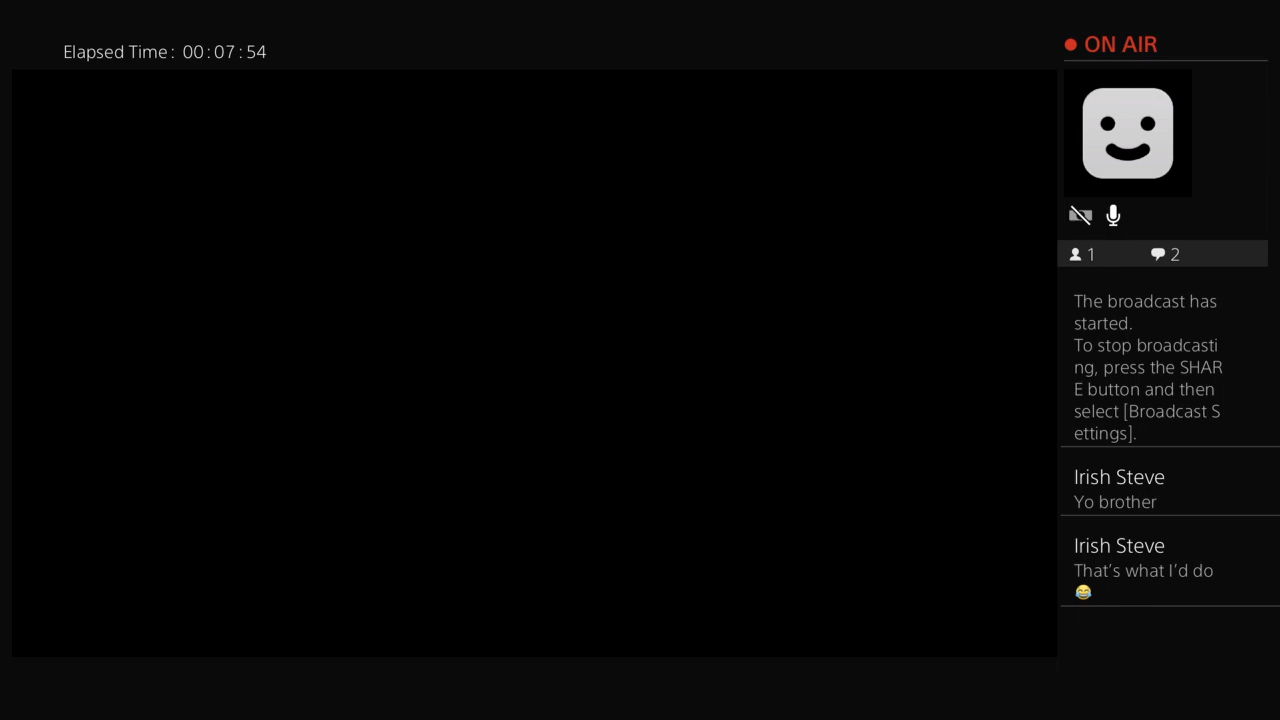 Elapsed Time: 00:07:54
ON AIR
1 2
The broadcast has
started.
To stop broadcasti
ng, press the SHAR
E button and then
select [Broadcast S
ettings].
Irish Steve
Yo brother
Irish Steve
That's what I'd do
😂